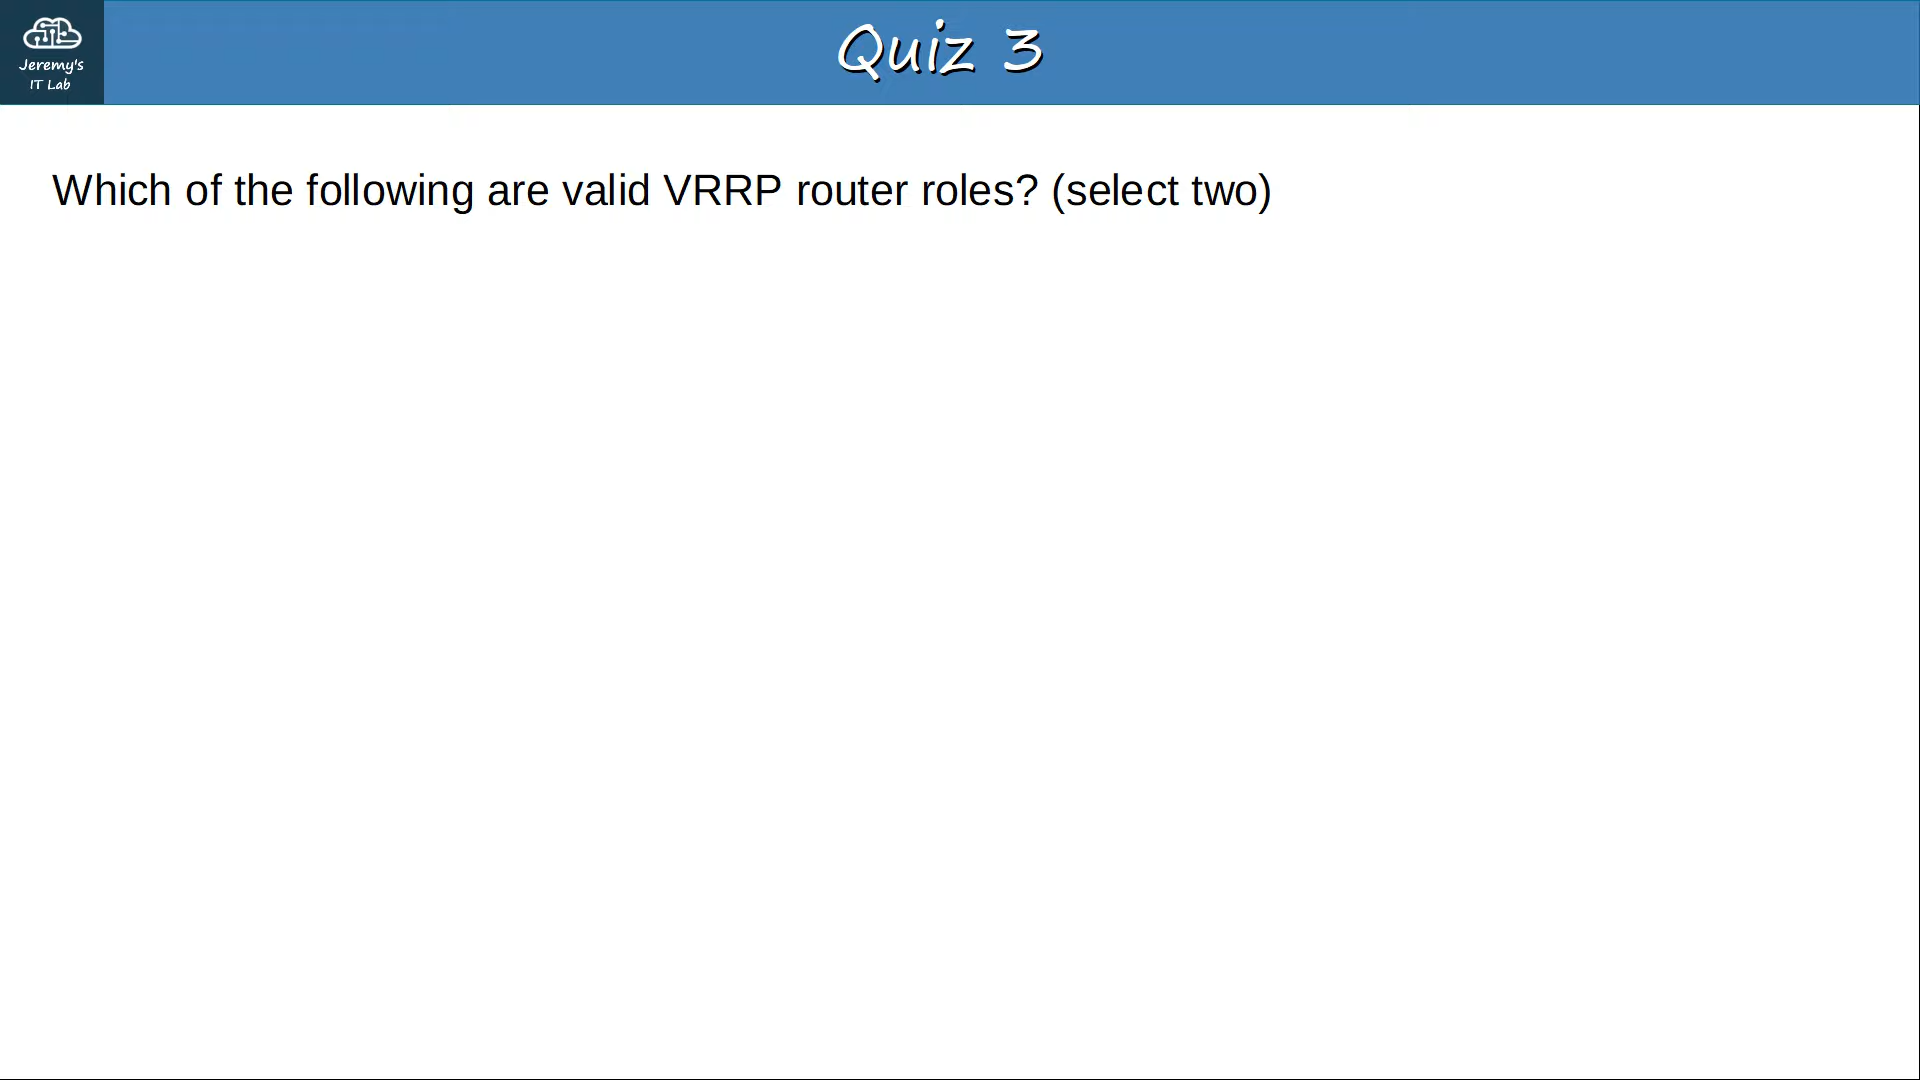 Jeremy's
IT Lab
Quiz 3
Which of the following are valid VRRP router roles? (select two)